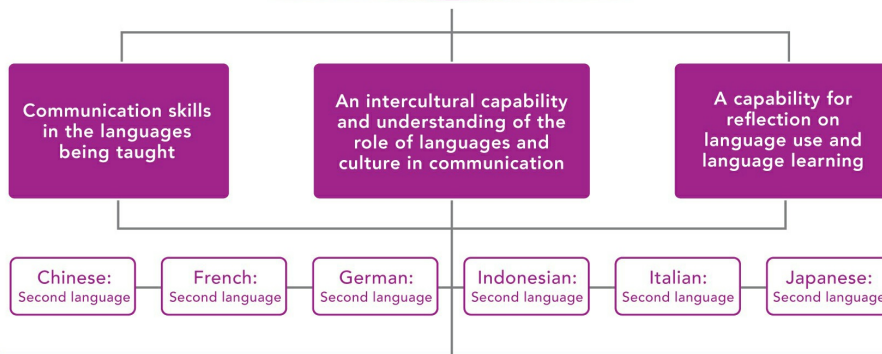 Communication skills
in the languages
being taught
An intercultural capability
and understanding of the
role of languages and
culture in communication
A capability for
reflection on
language use and
language learning
Chinese:
Second language
French:
Second language
German:
Second language
Indonesian:
Second language
Italian:
Second language
Japanese:
Second language